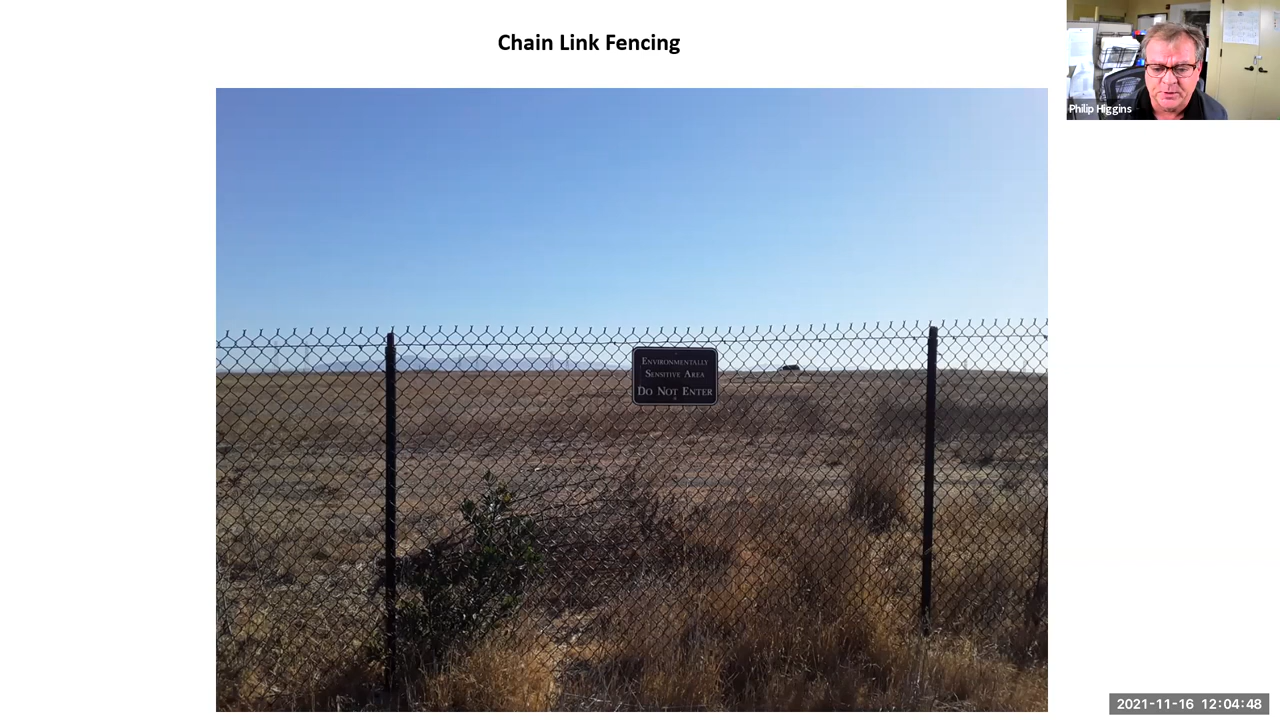 Chain Link Fencing
Philip Higgins
ENVIRONMENTALLY
SENSITIVE AREA
DO NOT ENTER
2021-11-16 12:04:48